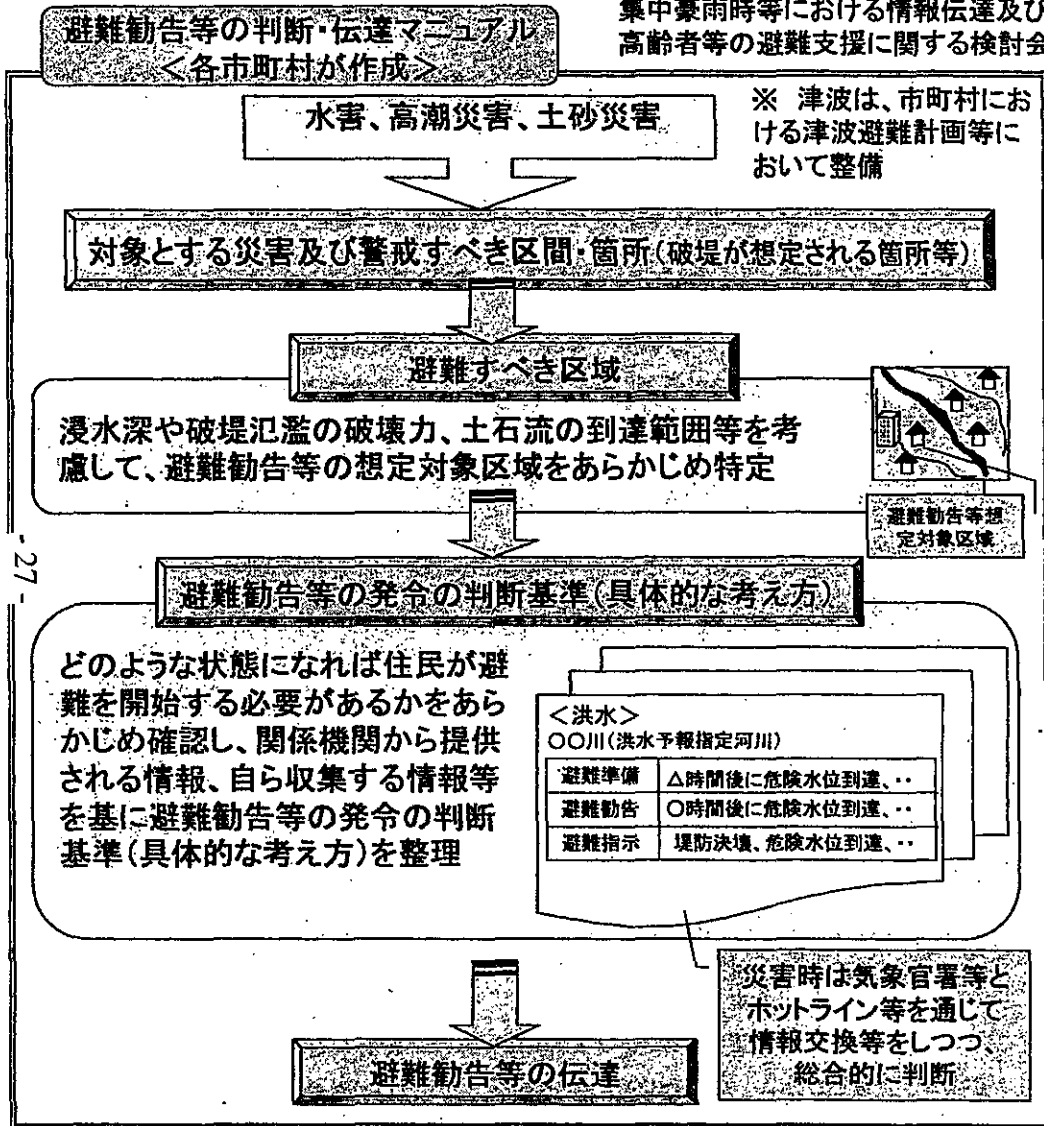 避難勧告等の判断・伝達マニュアル
<各市町村が作成>
集中豪雨時等における情報伝達及び
高齢者等の避難支援に関する検討会
水害、高潮災害、土砂災害
※ 津波は、市町村にお
ける津波避難計画等に
おいて整備
対象とする災害及び警戒すべき区間・箇所(破堤が想定される箇所等)
避難すべき区域
浸水深や破堤氾濫の破壊力、土石流の到達範囲等を考
慮して、避難勧告等の想定対象区域をあらかじめ特定
避難勧告等想
定対象区域
- 27 -
避難勧告等の発令の判断基準(具体的な考え方)
どのような状態になれば住民が避
難を開始する必要があるかをあら
かじめ確認し、関係機関から提供
される情報、自ら収集する情報等
を基に避難勧告等の発令の判断
基準(具体的な考え方)を整理
<洪水>
〇〇川(洪水予報指定河川)
避難準備 △時間後に危険水位到達、・・
避難勧告 〇時間後に危険水位到達、・・
避難指示 堤防決壊、危険水位到達、・・
災害時は気象官署等と
ホットライン等を通じて
情報交換等をしつつ、
総合的に判断
避難勧告等の伝達